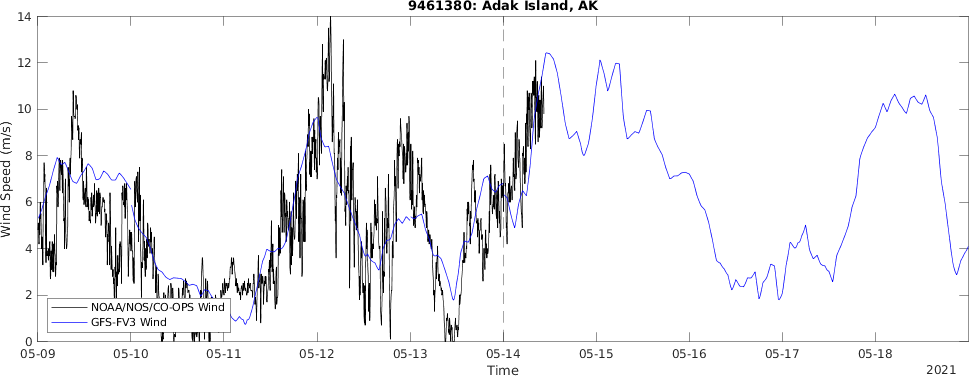 9461380: Adak Island, AK
14
12
10
8
6
4
2
0
Wind Speed (m/s)
NOAA/NOS/CO-OPS Wind
GFS-FV3 Wind
05-09 05-10 05-11 05-12 05-13 05-14 05-15 05-16 05-17 05-18
Time
2021